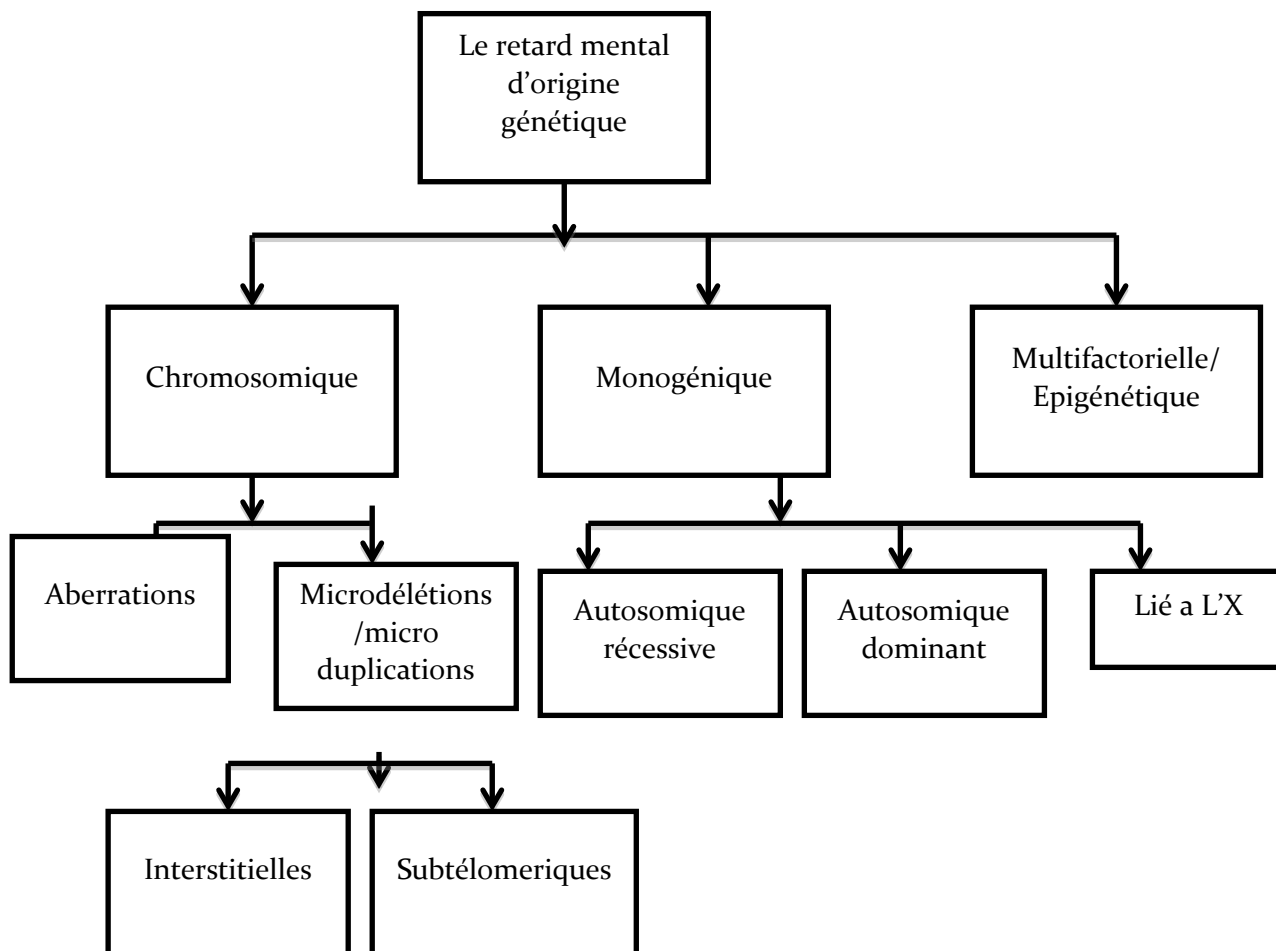 Le retard mental
d'origine
génétique
Chromosomique
Monogénique
Multifactorielle/
Epigénétique
Aberrations
Microdélétions
/micro
duplications
Autosomique
récessive
Autosomique
dominant
Lié a L'X
Interstitielles
Subtélomeriques